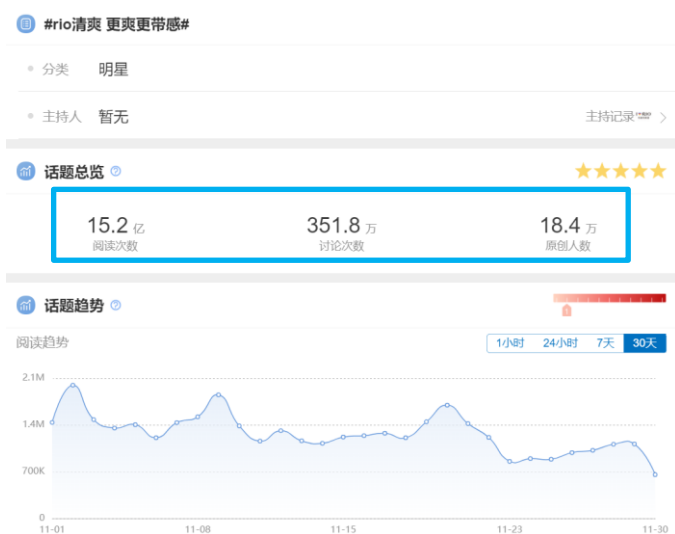 #rio清爽 更爽更带感#
分类 明星
主持人 暂无 主持记录
话题总览
15.2 亿 351.8 万 18.4 万
阅读次数 讨论次数 原创人数
话题趋势
阅读趋势 1小时 24小时 7天 30天
2.1M
1.4M
700K
0
11-01 11-08 11-15 11-23 11-30